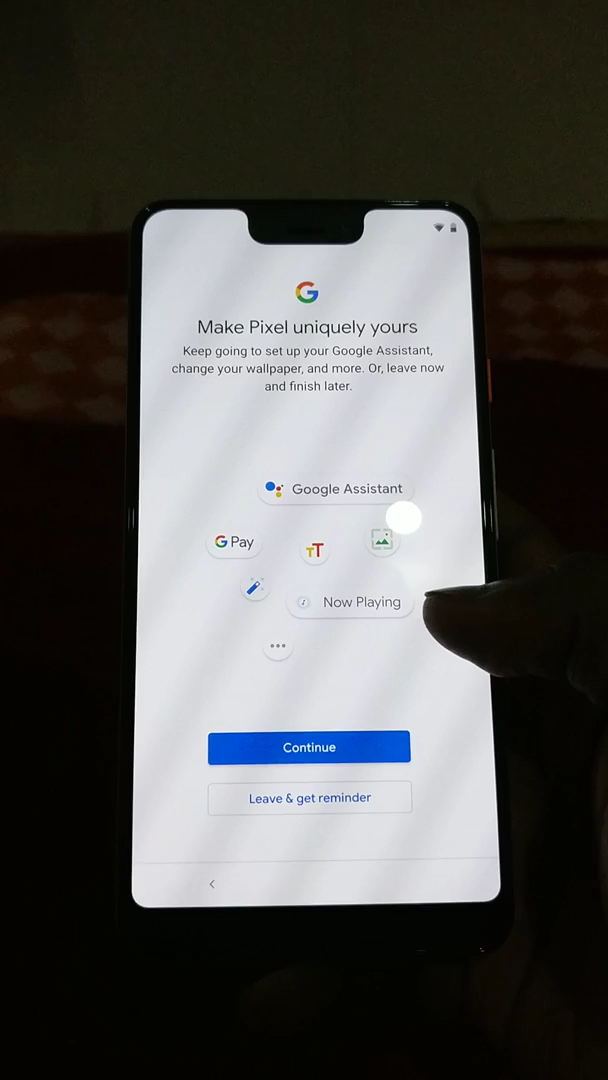 G
Make Pixel uniquely yours
Keep going to set up your Google Assistant,
change your wallpaper, and more. Or, leave now
and finish later.
Google Assistant
G Pay
TT
Now Playing
Continue
Leave & get reminder